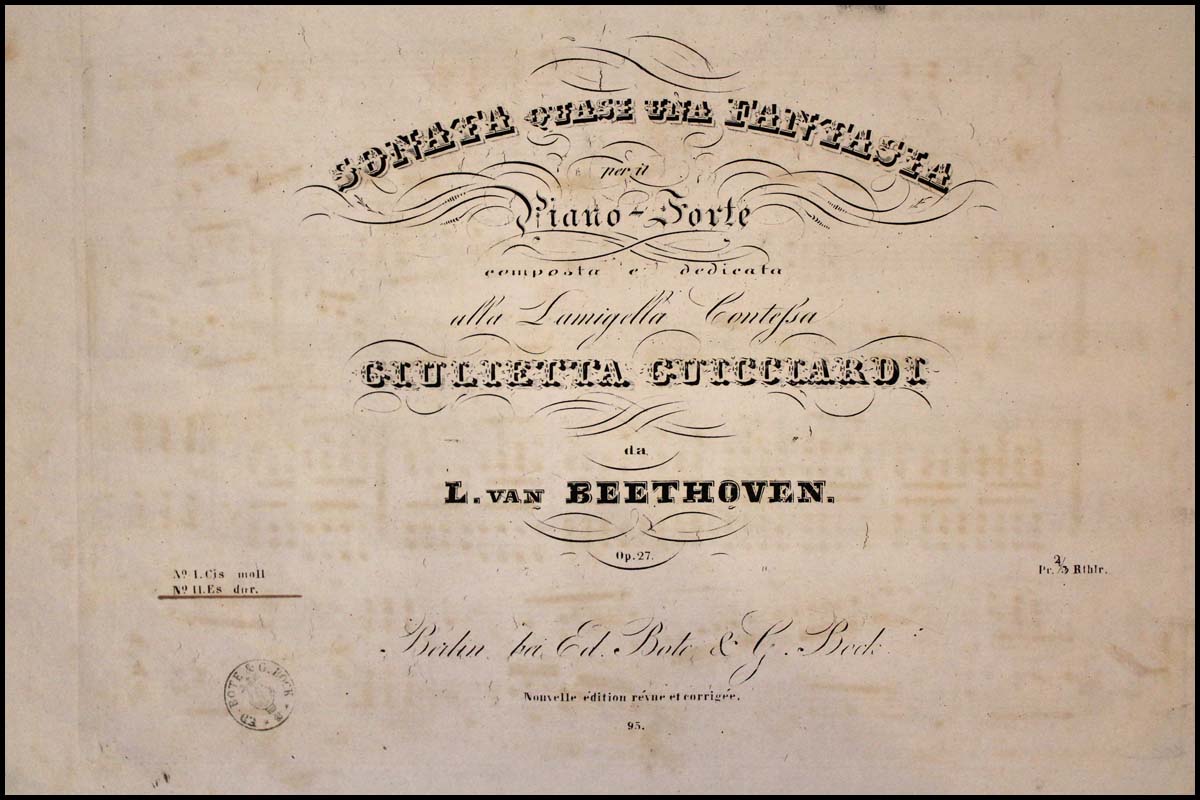 SONATA QUASI UNA FANTASIA
per il
Piano-Forte
composta e dedicata
alla Damigella Contessa
GIULIETTA GUICCIARDI
da
L. VAN BEETHOVEN.
Op. 27.
No I. Cis moll
No II. Es dur.
Pr. 2/3 Rthlr.
Berlin, bei Ed. Bote & G. Bock.
Nouvelle édition revue et corrigée.
95.
ED. BOTE & G. BOCK